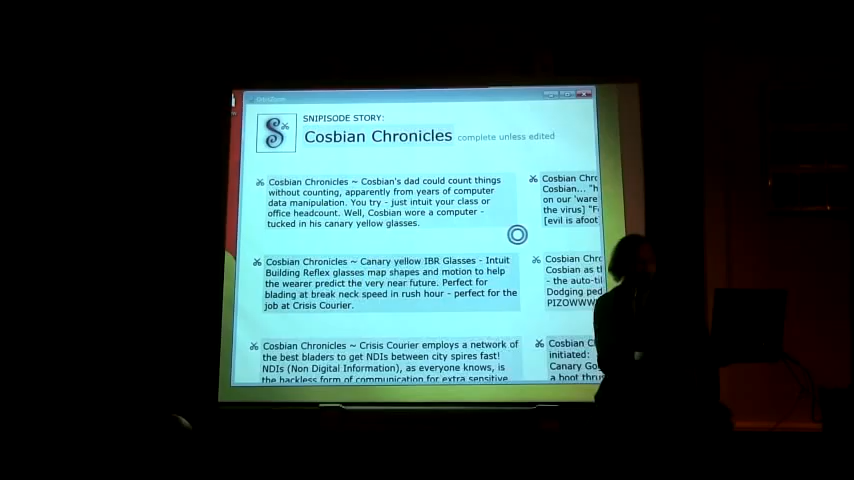 OrbitZoom
SNIPISODE STORY:
Cosbian Chronicles complete unless edited
Cosbian Chronicles ~ Cosbian's dad could count things
without counting, apparently from years of computer
data manipulation. You try - just intuit your class or
office headcount. Well, Cosbian wore a computer -
tucked in his canary yellow glasses.
Cosbian Chronicles ~ Canary yellow IBR Glasses - Intuit
Building Reflex glasses map shapes and motion to help
the wearer predict the very near future. Perfect for
blading at break neck speed in rush hour - perfect for the
job at Crisis Courier.
Cosbian Chronicles ~ Crisis Courier employs a network of
the best bladers to get NDIs between city spires fast!
NDIs (Non Digital Information), as everyone knows, is
the hackless form of communication for extra sensitive
Cosbian Chro
Cosbian... "h
on our 'ware
the virus] "F
[evil is afoot
Cosbian Chro
Cosbian as t
- the auto-ti
Dodging ped
PIZOWWW
Cosbian C
initiated:
Canary Go
a boot thru